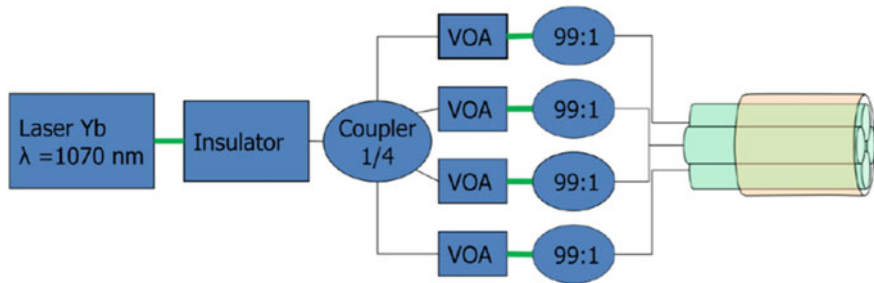 Laser Yb
λ =1070 nm
Insulator
Coupler
1/4
VOA
99:1
VOA
99:1
VOA
99:1
VOA
99:1